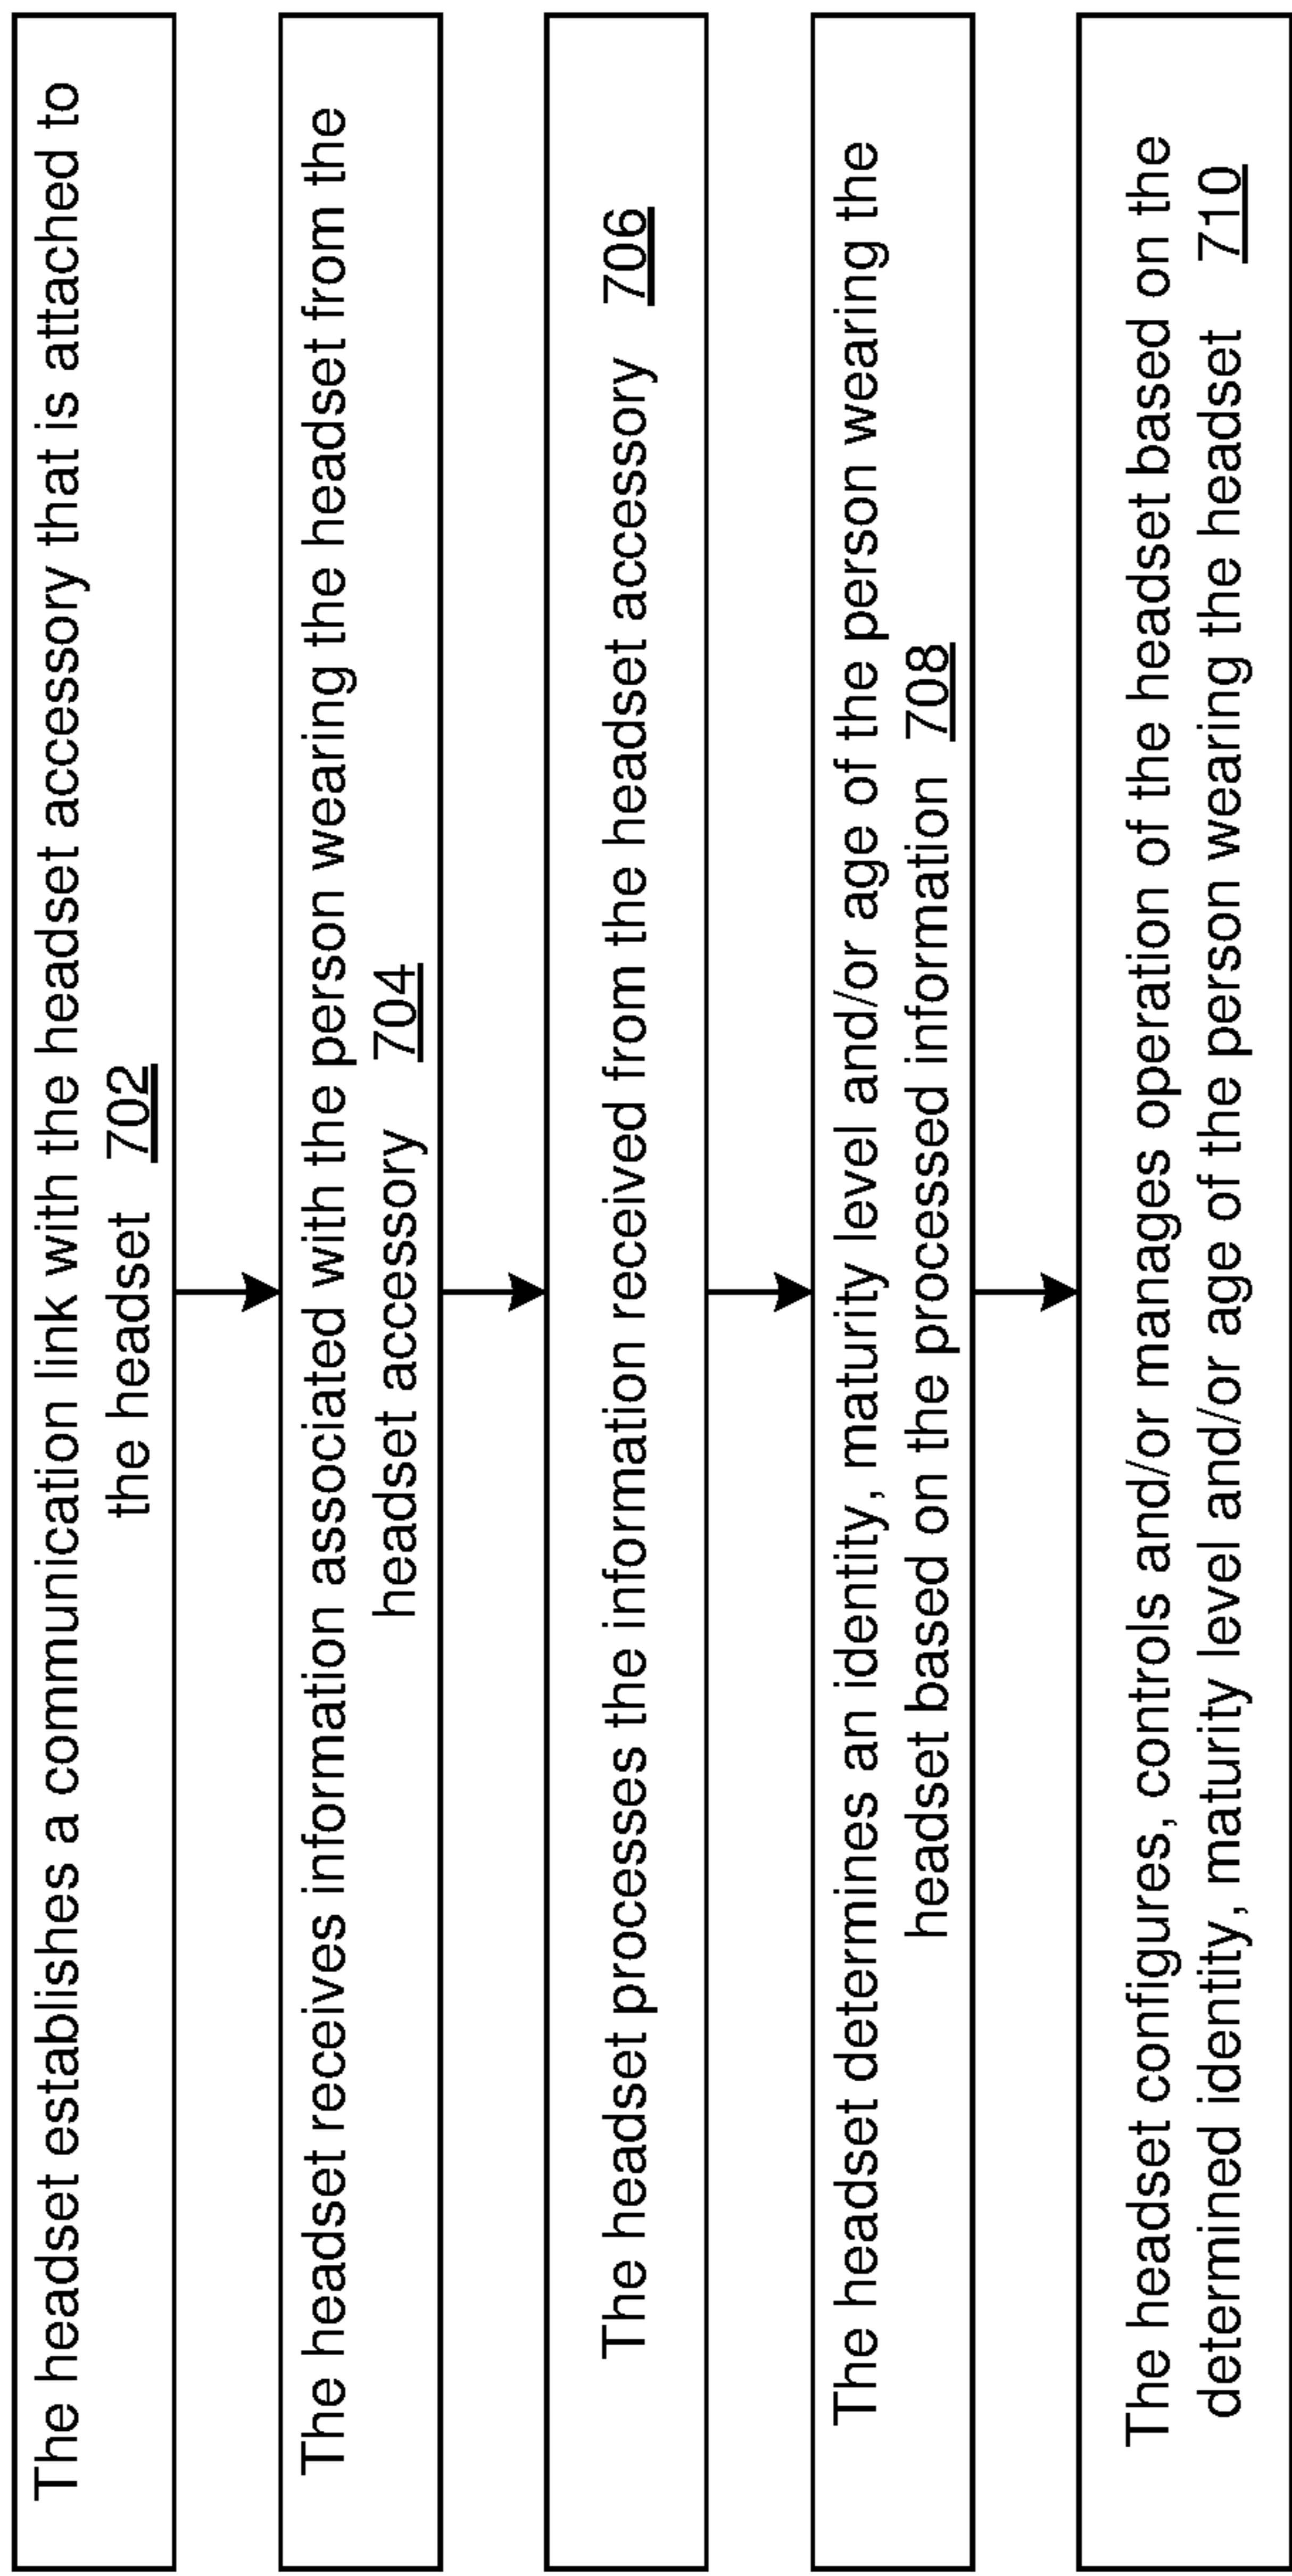 The headset establishes a communication link with the headset accessory that is attached to
the headset 702
The headset receives information associated with the person wearing the headset from the
headset accessory 704
The headset processes the information received from the headset accessory 706
The headset determines an identity, maturity level and/or age of the person wearing the
headset based on the processed information 708
The headset configures, controls and/or manages operation of the headset based on the
determined identity, maturity level and/or age of the person wearing the headset 710